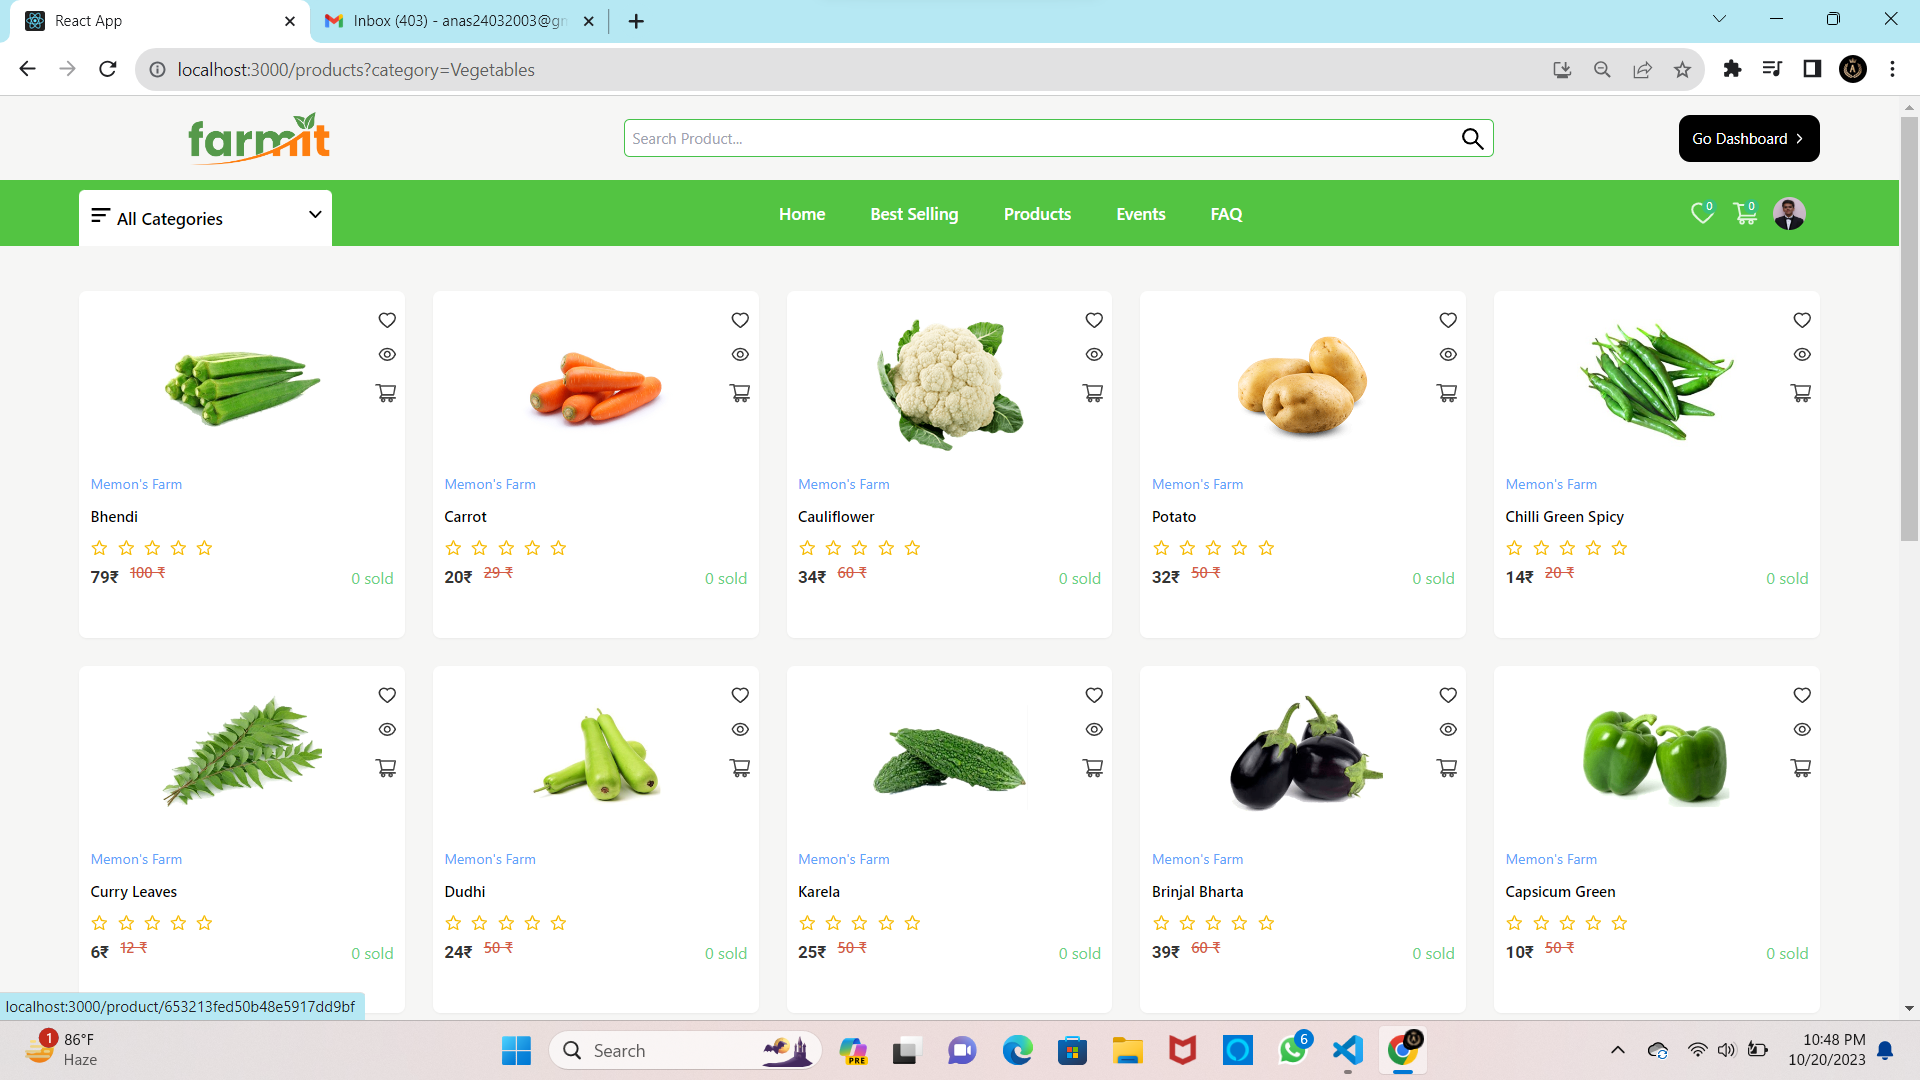 React App
Inbox (403) - anas24032003@gm
localhost:3000/products?category=Vegetables
farmit
Search Product...
Go Dashboard
All Categories
Home
Best Selling
Products
Events
FAQ
0
0
Memon's Farm
Memon's Farm
Memon's Farm
Memon's Farm
Memon's Farm
Bhendi
Carrot
Cauliflower
Potato
Chilli Green Spicy
79₹ 100 ₹ 0 sold
20₹ 29 ₹ 0 sold
34₹ 60 ₹ 0 sold
32₹ 50 ₹ 0 sold
14₹ 20 ₹ 0 sold
Memon's Farm
Memon's Farm
Memon's Farm
Memon's Farm
Memon's Farm
Curry Leaves
Dudhi
Karela
Brinjal Bharta
Capsicum Green
6₹ 12 ₹ 0 sold
24₹ 50 ₹ 0 sold
25₹ 50 ₹ 0 sold
39₹ 60 ₹ 0 sold
10₹ 50 ₹ 0 sold
localhost:3000/product/653213fed50b48e5917dd9bf
1
86°F
Haze
Search
PRE
6
10:48 PM
10/20/2023